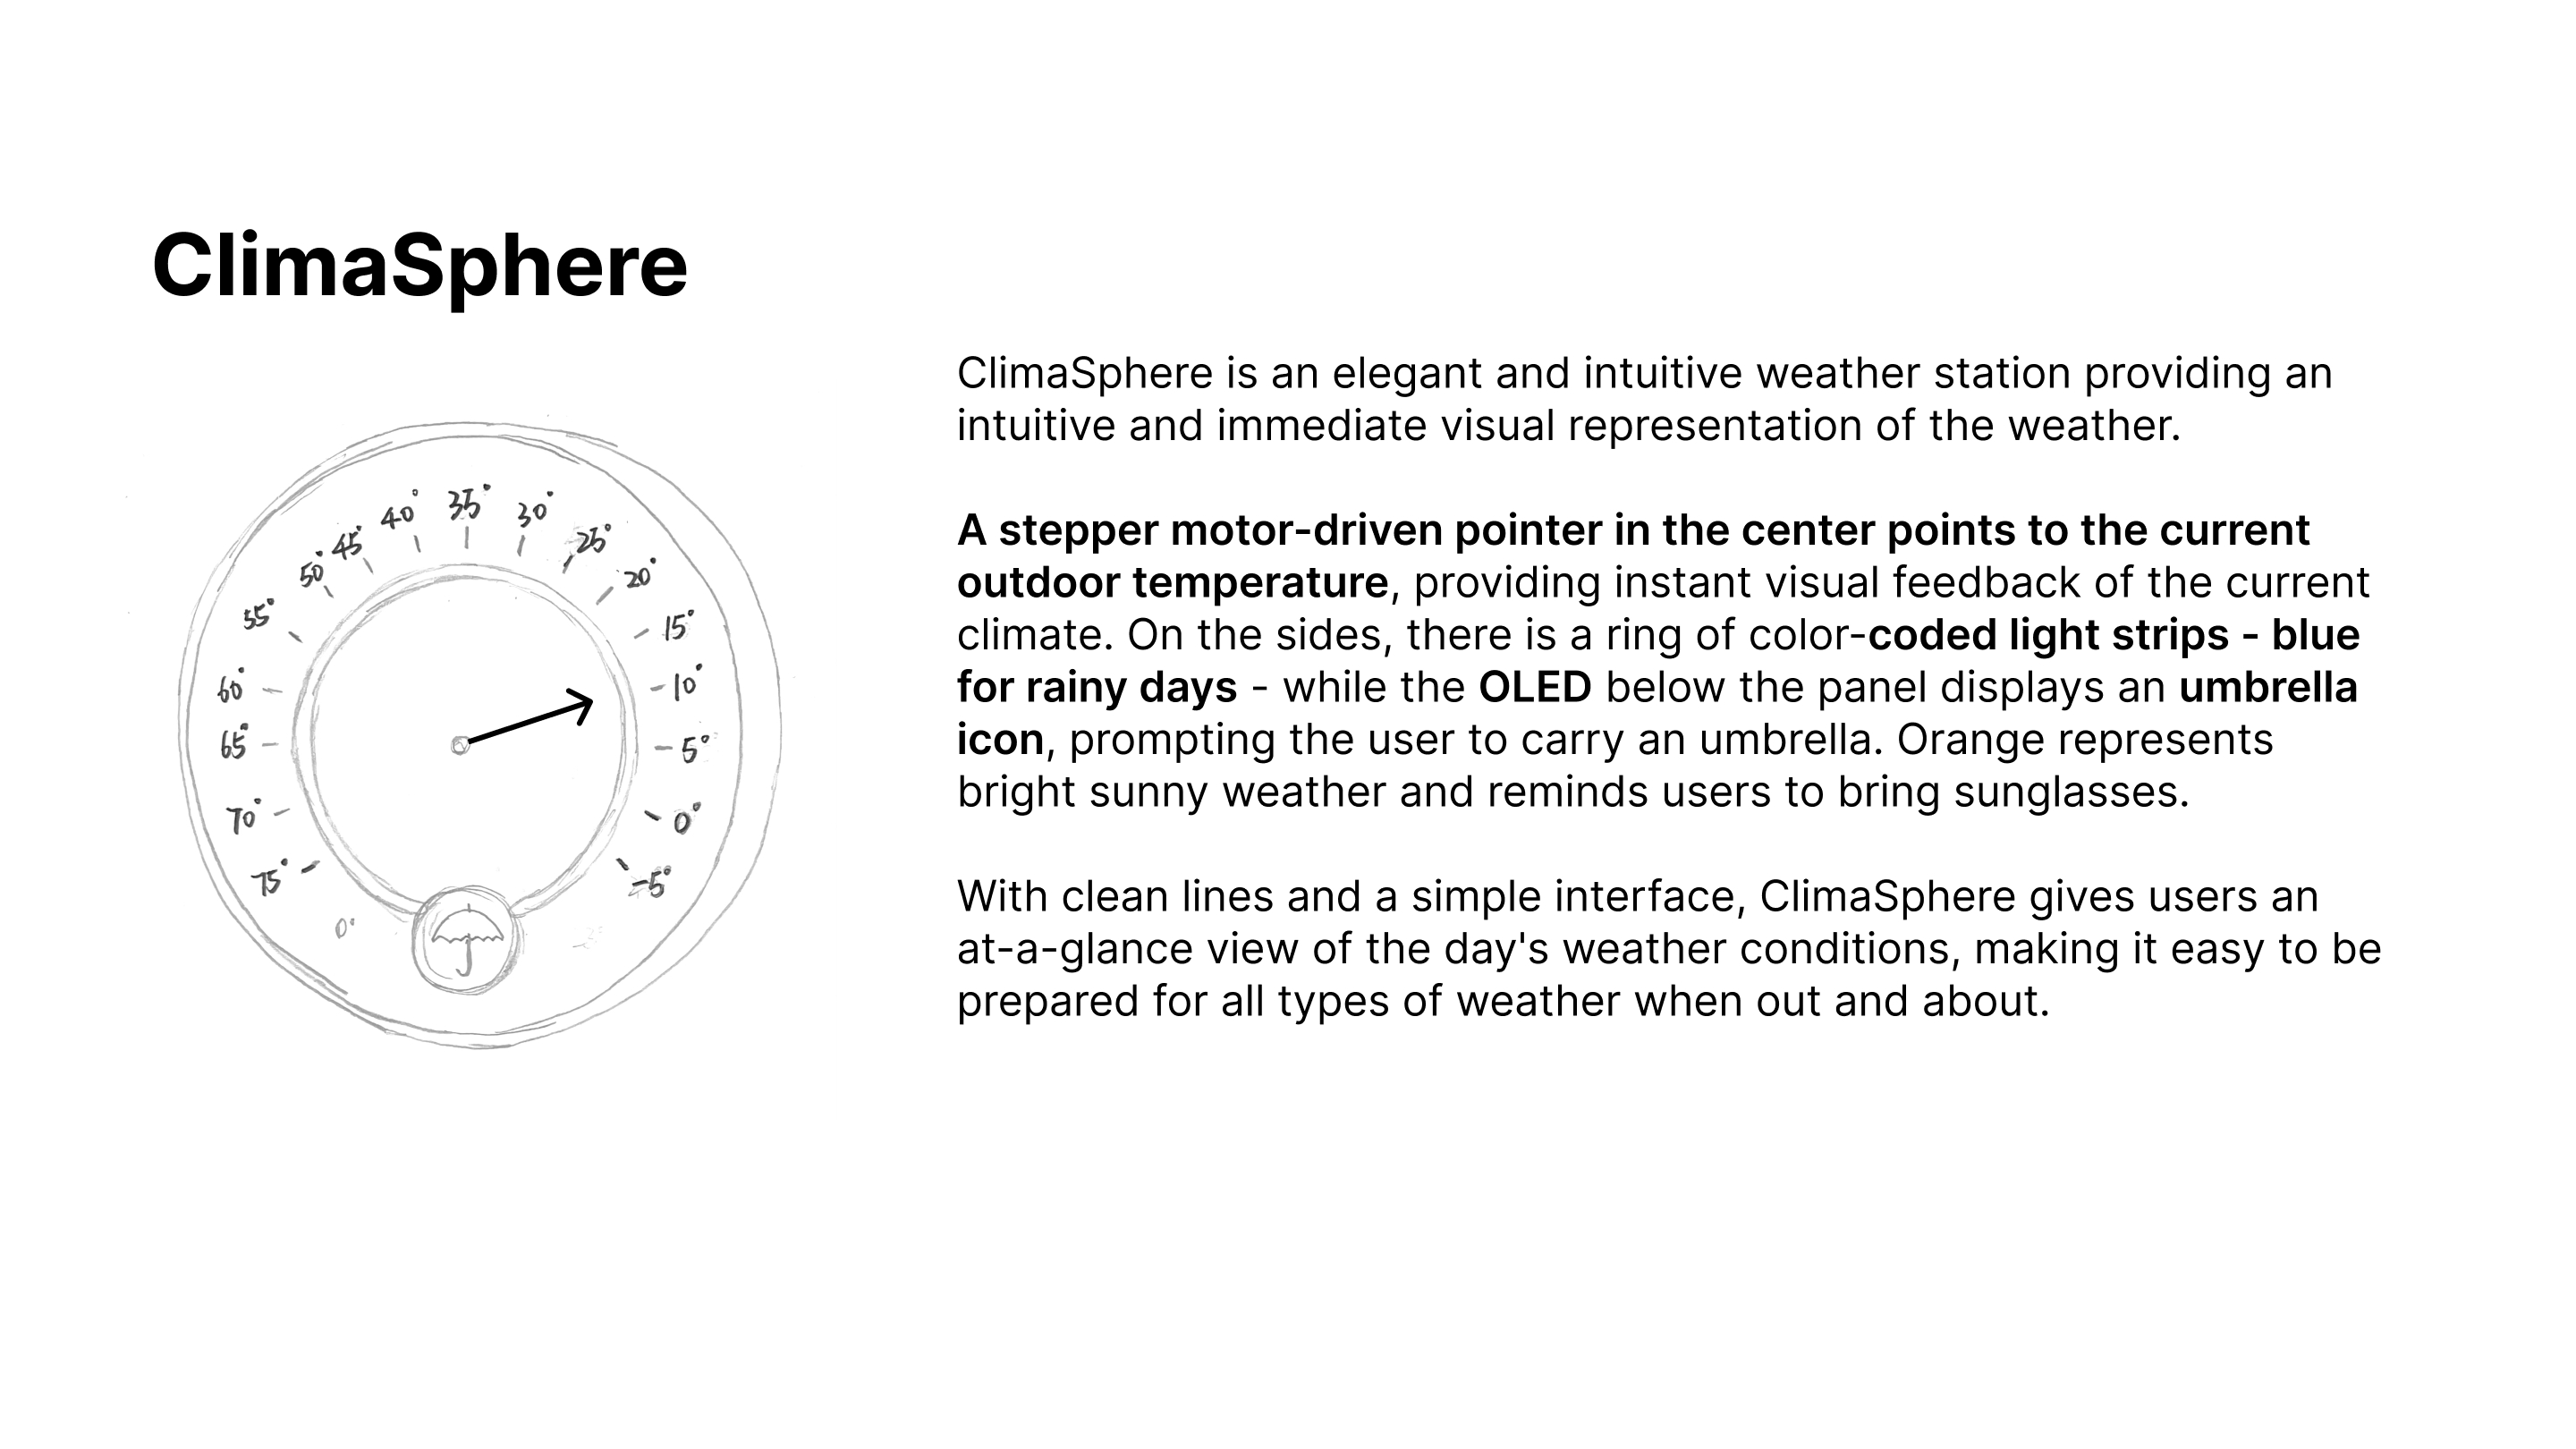 ClimaSphere
ClimaSphere is an elegant and intuitive weather station providing an
intuitive and immediate visual representation of the weather.
A stepper motor-driven pointer in the center points to the current
outdoor temperature, providing instant visual feedback of the current
climate. On the sides, there is a ring of color-coded light strips - blue
for rainy days - while the OLED below the panel displays an umbrella
icon, prompting the user to carry an umbrella. Orange represents
bright sunny weather and reminds users to bring sunglasses.
With clean lines and a simple interface, ClimaSphere gives users an
at-a-glance view of the day's weather conditions, making it easy to be
prepared for all types of weather when out and about.
75°
70°
65°
60°
55°
50°
45°
40°
35°
30°
25°
20°
15°
10°
5°
0°
-5°
0°